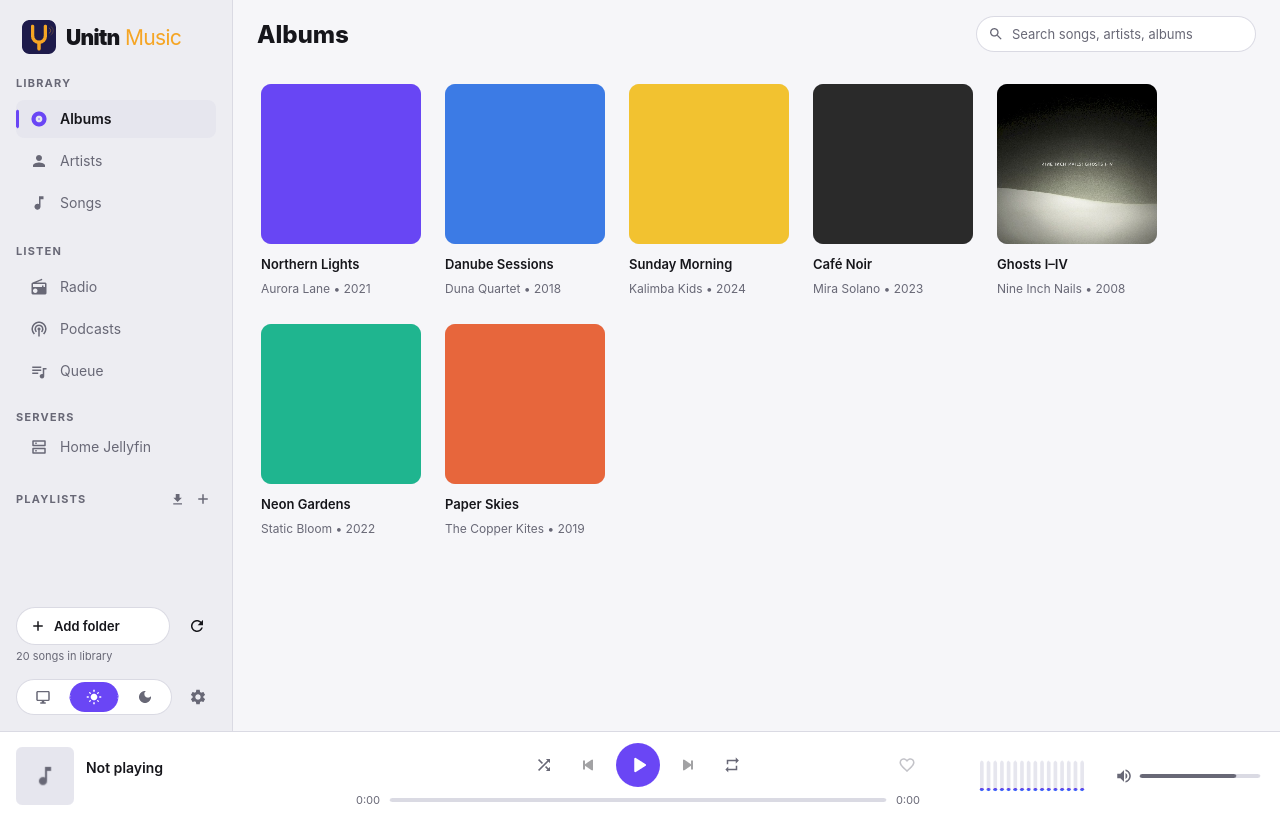 Unitn Music
LIBRARY
Albums
Artists
Songs
LISTEN
Radio
Podcasts
Queue
SERVERS
Home Jellyfin
PLAYLISTS
Add folder
20 songs in library
Albums
Search songs, artists, albums
Northern Lights
Aurora Lane • 2021
Danube Sessions
Duna Quartet • 2018
Sunday Morning
Kalimba Kids • 2024
Café Noir
Mira Solano • 2023
Ghosts I–IV
Nine Inch Nails • 2008
Neon Gardens
Static Bloom • 2022
Paper Skies
The Copper Kites • 2019
Not playing
0:00
0:00